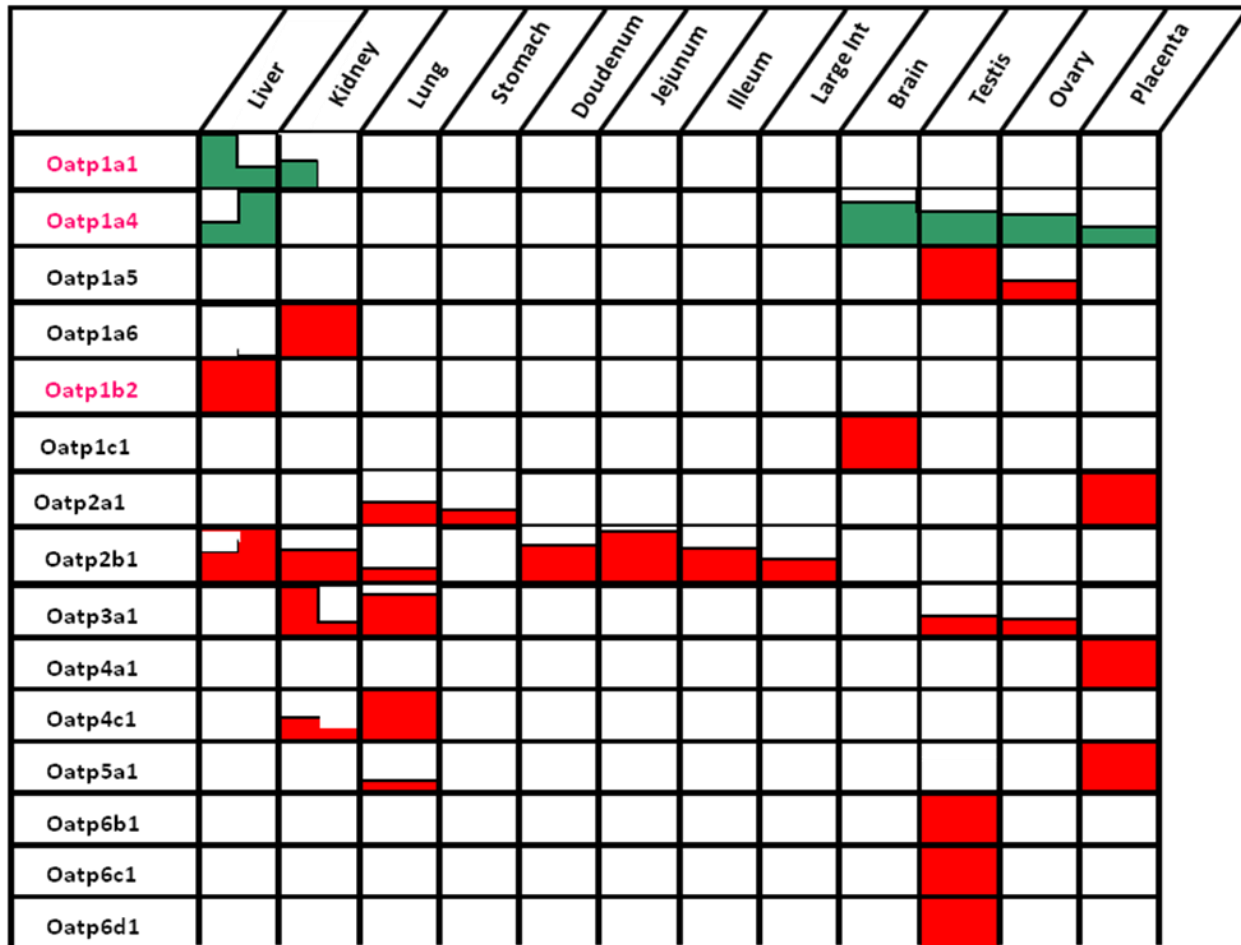 Liver
Kidney
Lung
Stomach
Doudenum
Jejunum
Illeum
Large Int
Brain
Testis
Ovary
Placenta
Oatp1a1
Oatp1a4
Oatp1a5
Oatp1a6
Oatp1b2
Oatp1c1
Oatp2a1
Oatp2b1
Oatp3a1
Oatp4a1
Oatp4c1
Oatp5a1
Oatp6b1
Oatp6c1
Oatp6d1